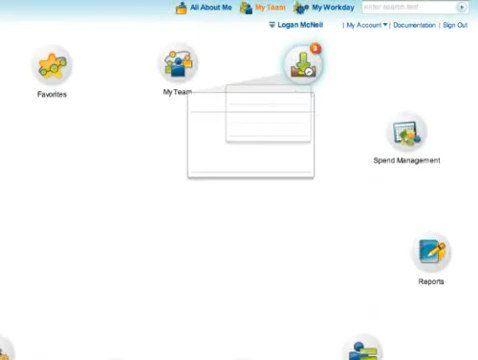 All About Me My Team My Workday enter search text
Logan McNeil | My Account | Documentation | Sign Out
3
Favorites
My Team
Spend Management
Reports